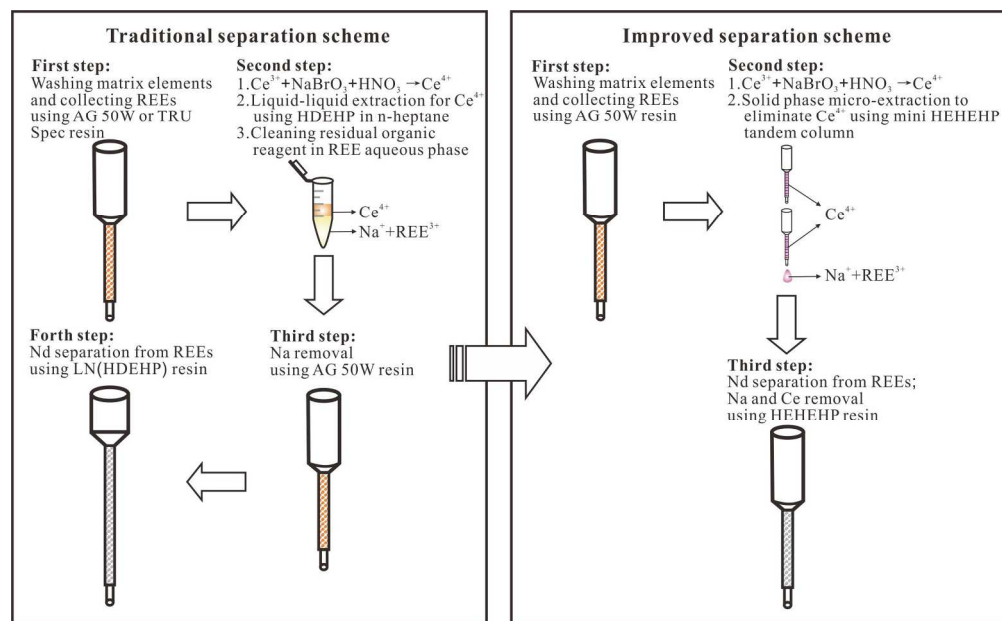 Traditional separation scheme
First step:
Washing matrix elements
and collecting REEs
using AG 50W or TRU
Spec resin
Second step:
1.Ce³⁺+NaBrO₃+HNO₃→Ce⁴⁺
2.Liquid-liquid extraction for Ce⁴⁺
using HDEHP in n-heptane
3.Cleaning residual organic
reagent in REE aqueous phase
Ce⁴⁺
Na⁺+REE³⁺
Third step:
Na removal
using AG 50W resin
Forth step:
Nd separation from REEs
using LN(HDEHP) resin
Improved separation scheme
First step:
Washing matrix elements
and collecting REEs
using AG 50W resin
Second step:
1.Ce³⁺+NaBrO₃+HNO₃→Ce⁴⁺
2.Solid phase micro-extraction to
eliminate Ce⁴⁺ using mini HEHEHP
tandem column
Ce⁴⁺
Na⁺+REE³⁺
Third step:
Nd separation from REEs;
Na and Ce removal
using HEHEHP resin